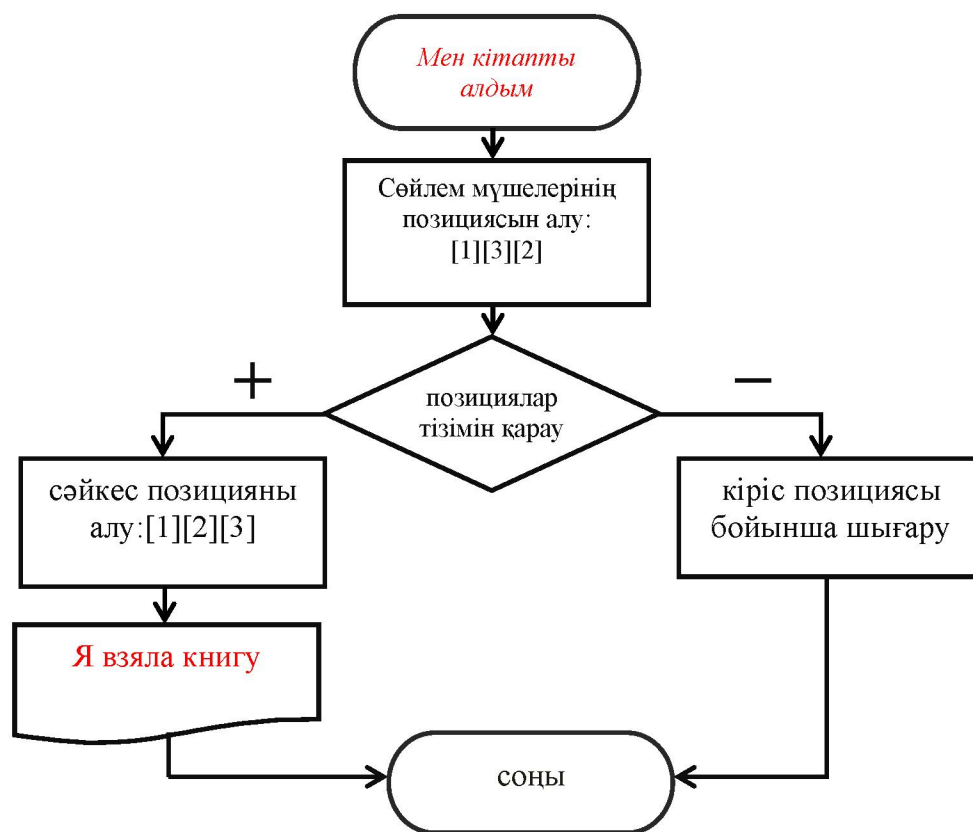 Мен кітапты
алдым
Сөйлем мүшелерінің
позициясын алу:
[1][3][2]
+
–
позициялар
тізімін қарау
сәйкес позицияны
алу:[1][2][3]
кіріс позициясы
бойынша шығару
Я взяла книгу
соңы